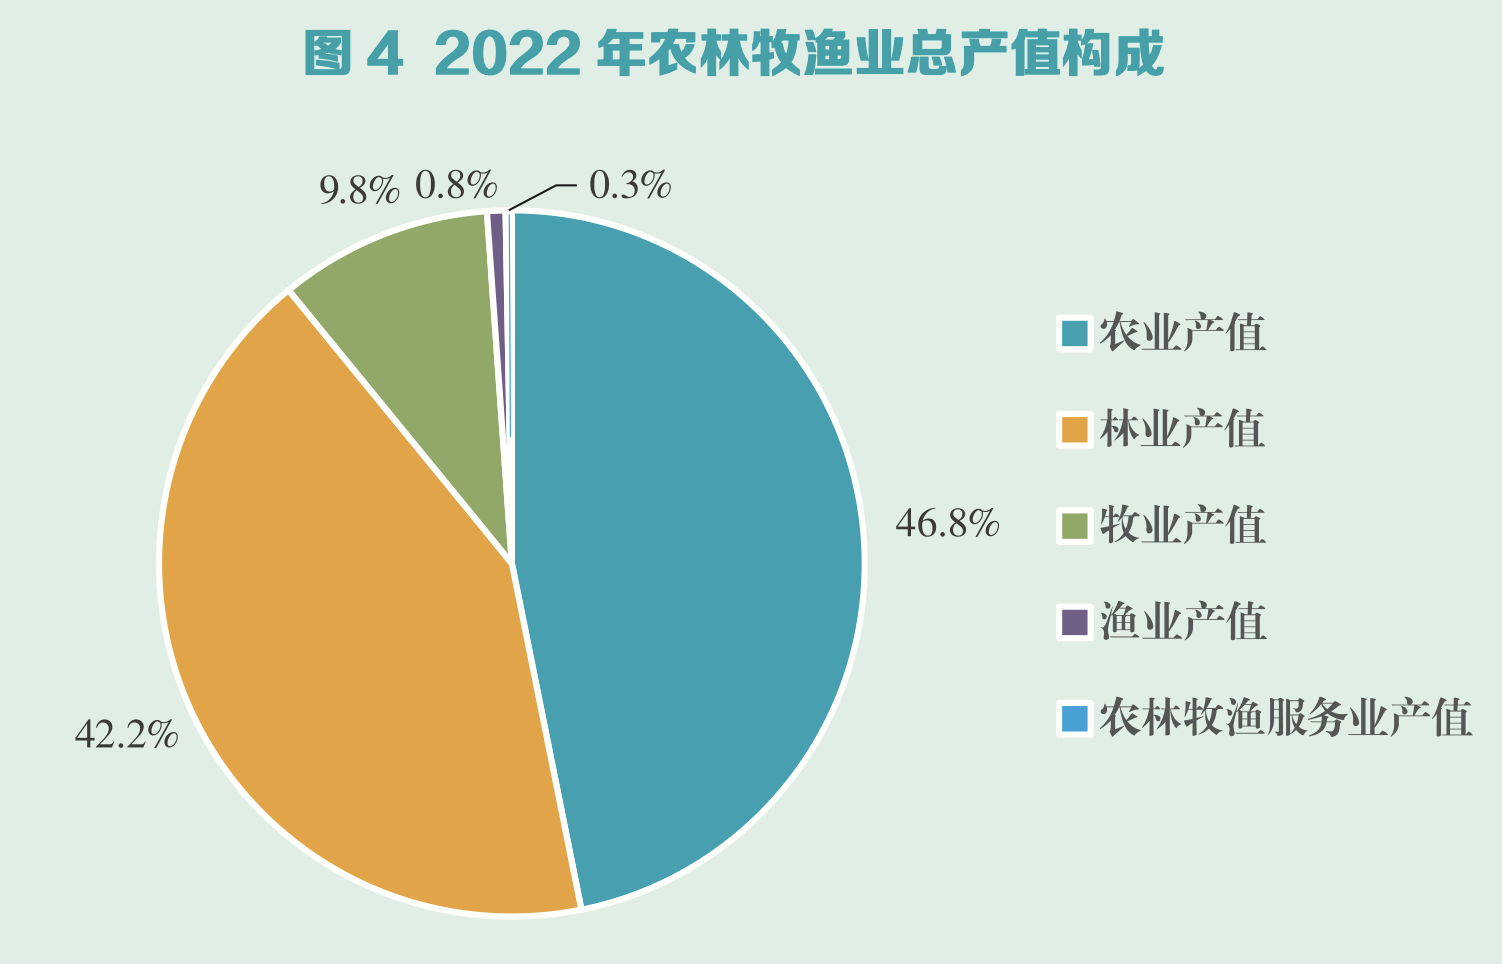 图 4 2022 年农林牧渔业总产值构成
9.8%
0.8%
0.3%
46.8%
42.2%
农业产值
林业产值
牧业产值
渔业产值
农林牧渔服务业产值